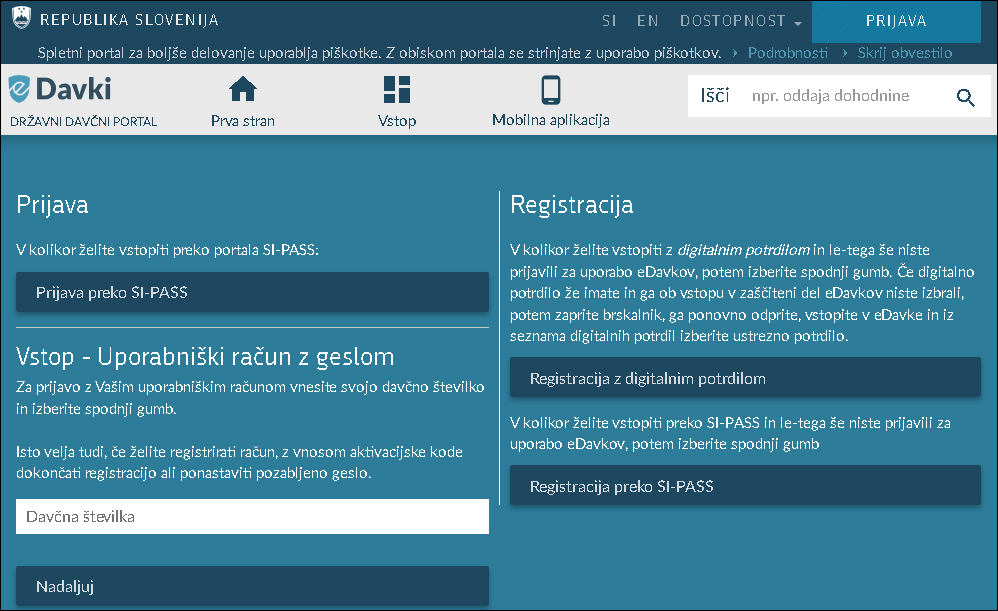 REPUBLIKA SLOVENIJA
SI EN DOSTOPNOST PRIJAVA
Spletni portal za boljše delovanje uporablja piškotke. Z obiskom portala se strinjate z uporabo piškotkov. › Podrobnosti › Skrij obvestilo
eDavki
DRŽAVNI DAVČNI PORTAL
Prva stran
Vstop
Mobilna aplikacija
Išči npr. oddaja dohodnine
Prijava
V kolikor želite vstopiti preko portala SI-PASS:
Prijava preko SI-PASS
Vstop - Uporabniški račun z geslom
Za prijavo z Vašim uporabniškim računom vnesite svojo davčno številko
in izberite spodnji gumb.
Isto velja tudi, če želite registrirati račun, z vnosom aktivacijske kode
dokončati registracijo ali ponastaviti pozabljeno geslo.
Davčna številka
Nadaljuj
Registracija
V kolikor želite vstopiti z digitalnim potrdilom in le-tega še niste
prijavili za uporabo eDavkov, potem izberite spodnji gumb. Če digitalno
potrdilo že imate in ga ob vstopu v zaščiteni del eDavkov niste izbrali,
potem zaprite brskalnik, ga ponovno odprite, vstopite v eDavke in iz
seznama digitalnih potrdil izberite ustrezno potrdilo.
Registracija z digitalnim potrdilom
V kolikor želite vstopiti preko SI-PASS in le-tega še niste prijavili za
uporabo eDavkov, potem izberite spodnji gumb
Registracija preko SI-PASS